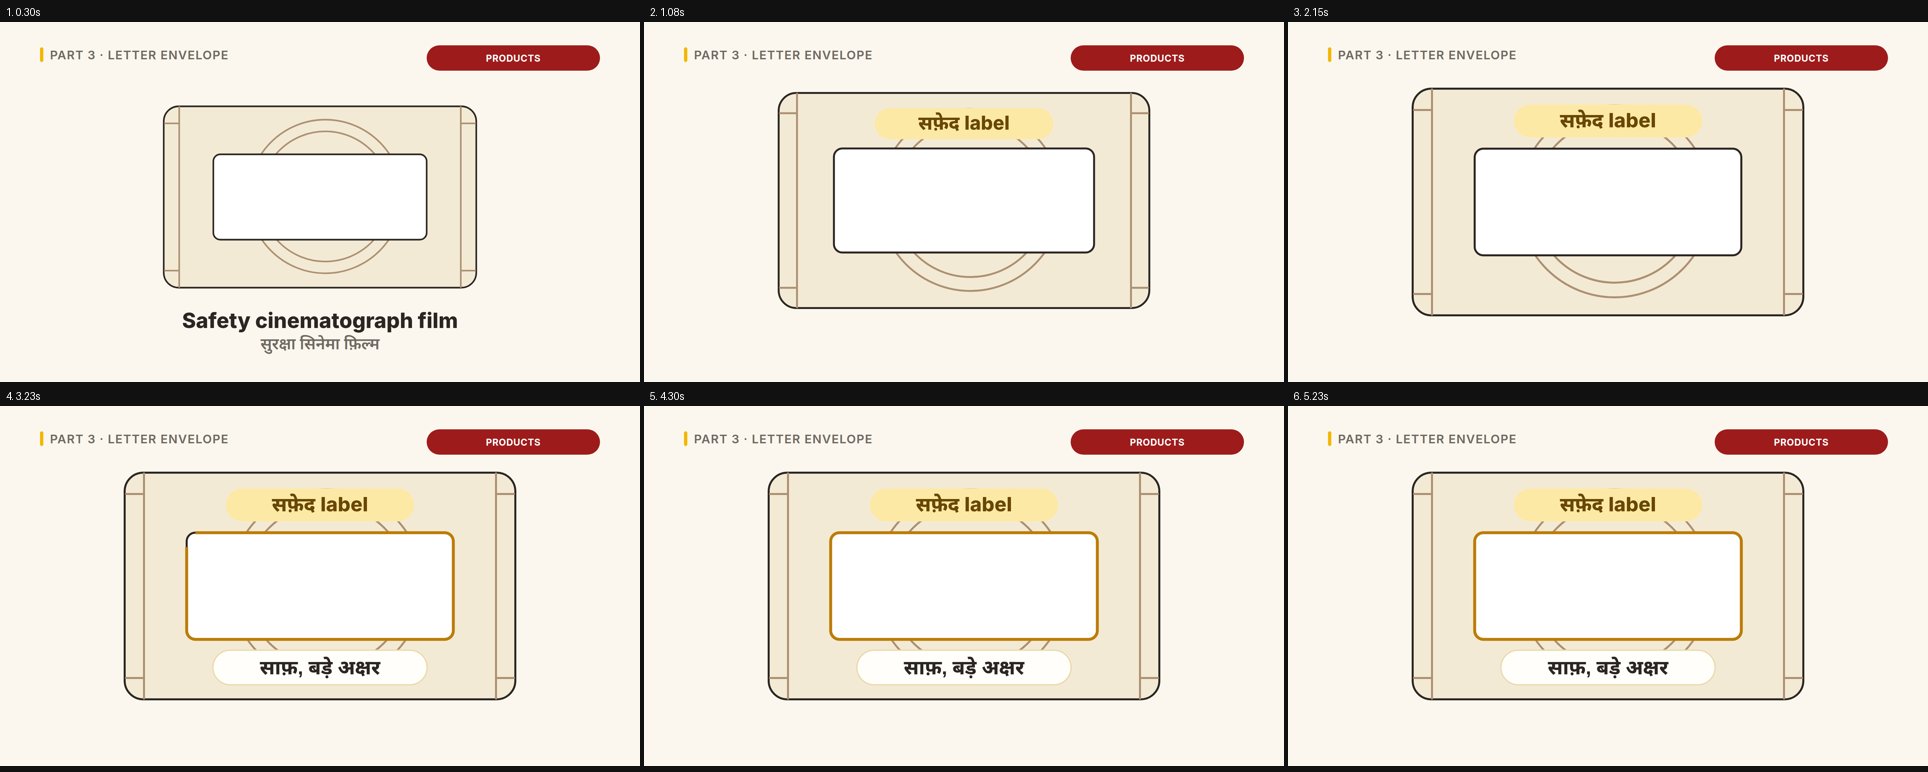 1. 0.30s
PART 3 · LETTER ENVELOPE
PRODUCTS
Safety cinematograph film
सुरक्षा सिनेमा फ़िल्म
2. 1.08s
PART 3 · LETTER ENVELOPE
PRODUCTS
सफ़ेद label
3. 2.15s
PART 3 · LETTER ENVELOPE
PRODUCTS
सफ़ेद label
4. 3.23s
PART 3 · LETTER ENVELOPE
PRODUCTS
सफ़ेद label
साफ़, बड़े अक्षर
5. 4.30s
PART 3 · LETTER ENVELOPE
PRODUCTS
सफ़ेद label
साफ़, बड़े अक्षर
6. 5.23s
PART 3 · LETTER ENVELOPE
PRODUCTS
सफ़ेद label
साफ़, बड़े अक्षर